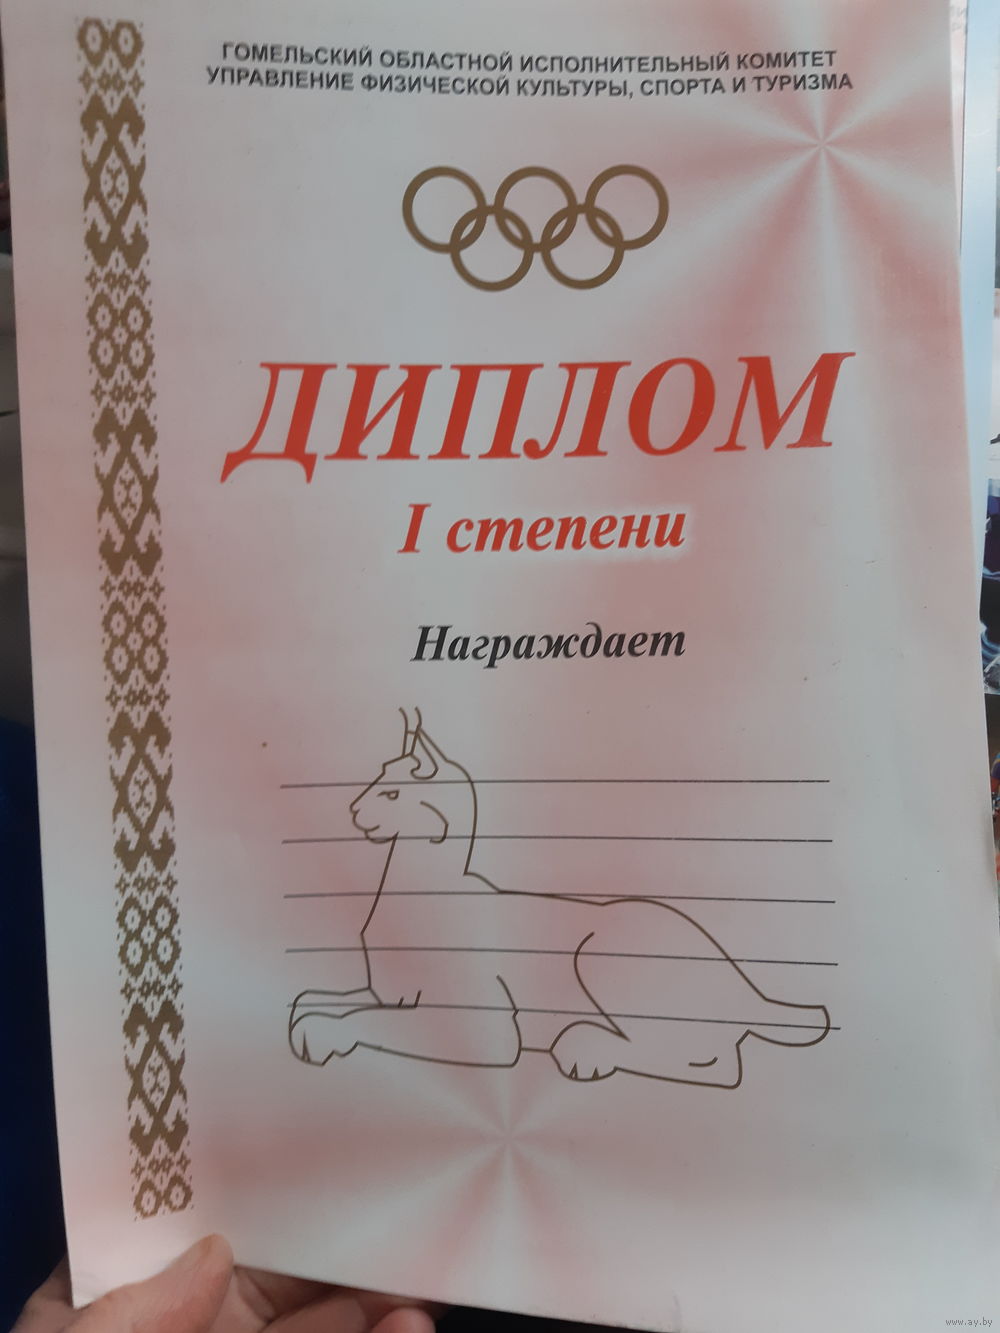 ГОМЕЛЬСКИЙ ОБЛАСТНОЙ ИСПОЛНИТЕЛЬНЫЙ КОМИТЕТ
УПРАВЛЕНИЕ ФИЗИЧЕСКОЙ КУЛЬТУРЫ, СПОРТА И ТУРИЗМА
ДИПЛОМ
I степени
Награждает
www.ay.by